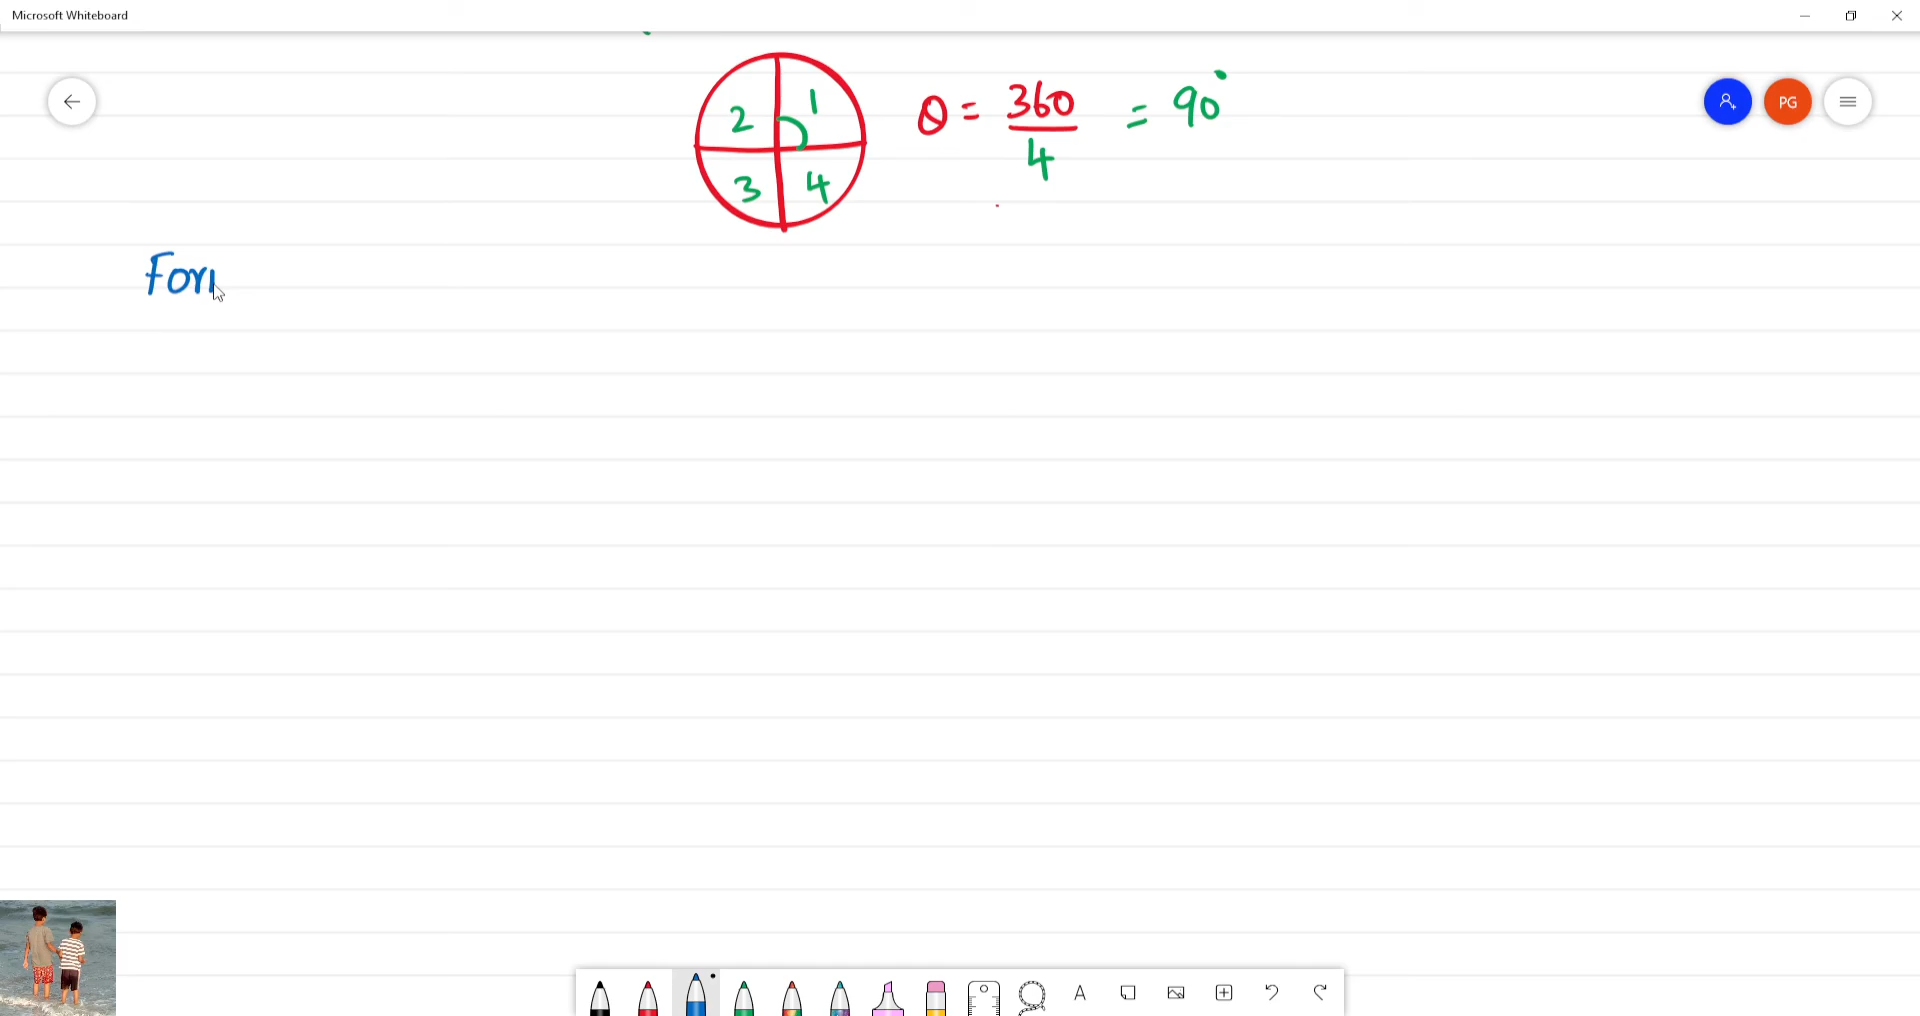 Microsoft Whiteboard
2 1
3 4
θ = 360/4 = 90°
PG
For
A